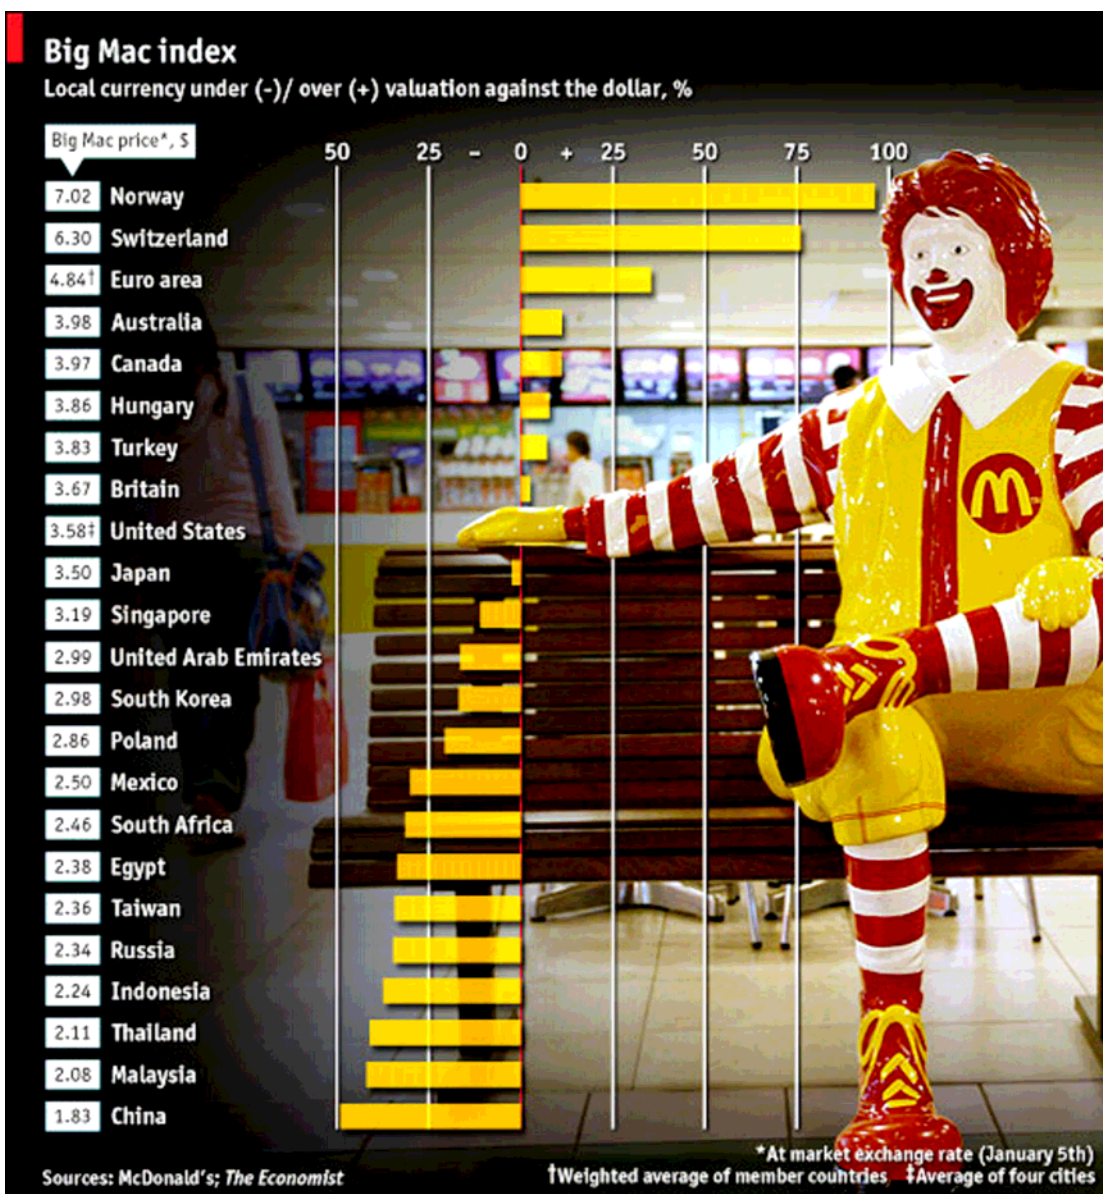 Big Mac index
Local currency under (-)/ over (+) valuation against the dollar, %
Big Mac price*, $
50 25 – 0 + 25 50 75 100
7.02 Norway
6.30 Switzerland
4.84† Euro area
3.98 Australia
3.97 Canada
3.86 Hungary
3.83 Turkey
3.67 Britain
3.58‡ United States
3.50 Japan
3.19 Singapore
2.99 United Arab Emirates
2.98 South Korea
2.86 Poland
2.50 Mexico
2.46 South Africa
2.38 Egypt
2.36 Taiwan
2.34 Russia
2.24 Indonesia
2.11 Thailand
2.08 Malaysia
1.83 China
*At market exchange rate (January 5th)
Sources: McDonald's; The Economist †Weighted average of member countries ‡Average of four cities